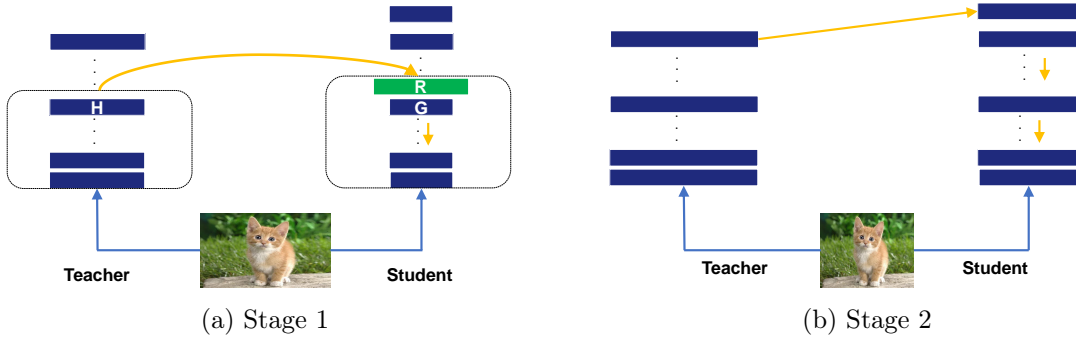 R
H
G
Teacher
Student
(a) Stage 1
Teacher
Student
(b) Stage 2